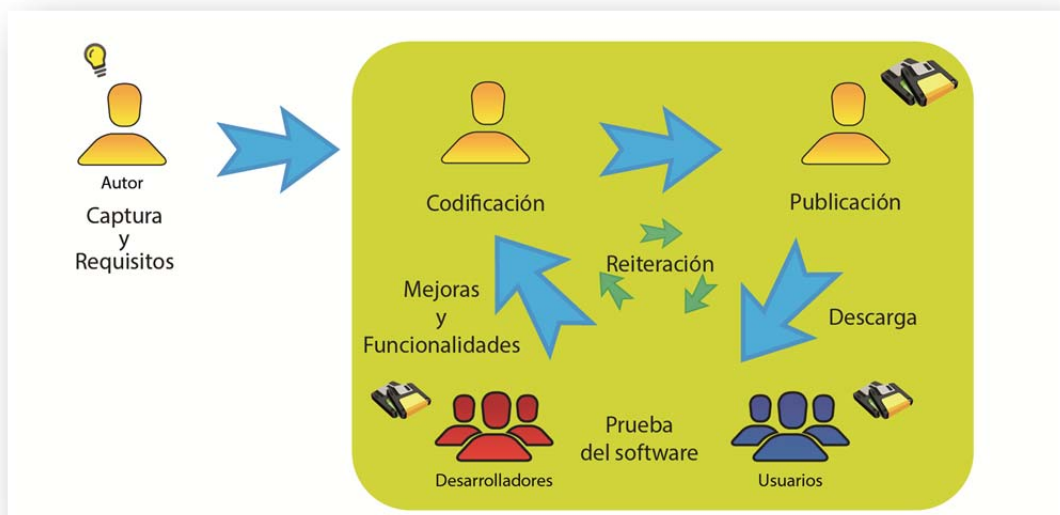 Autor
Captura
y
Requisitos
Codificación
Publicación
Reiteración
Mejoras
y
Funcionalidades
Descarga
Prueba
del software
Desarrolladores
Usuarios